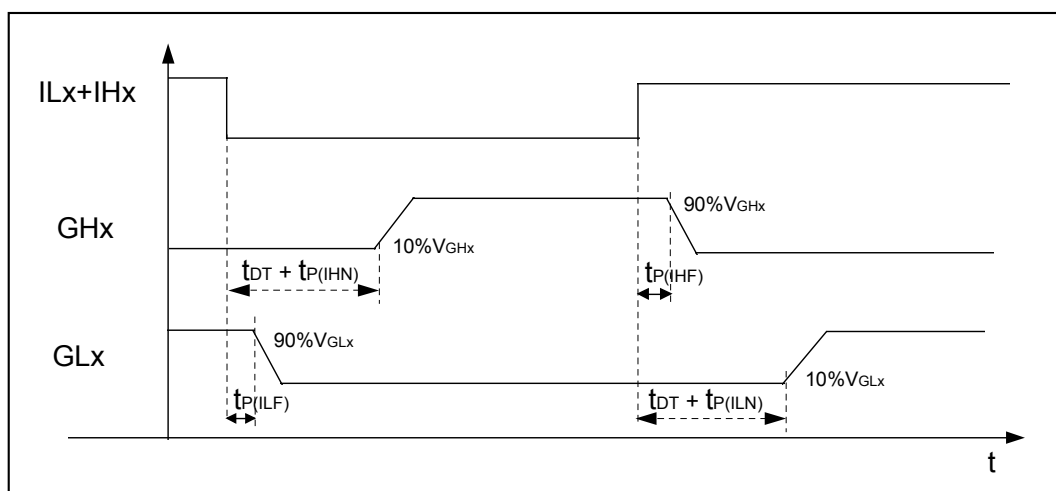 ILx+IHx
GHx
90%VGHx
10%VGHx
tDT + tP(IHN)
tP(IHF)
GLx
90%VGLx
10%VGLx
tP(ILF)
tDT + tP(ILN)
t